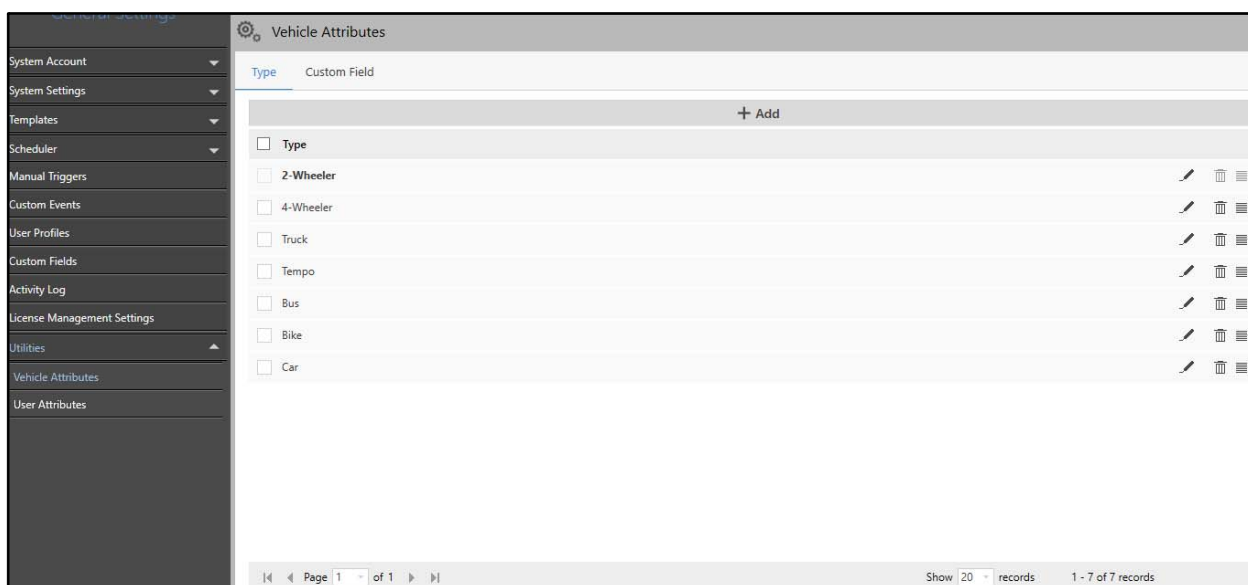 General Settings
Vehicle Attributes
System Account
System Settings
Templates
Scheduler
Manual Triggers
Custom Events
User Profiles
Custom Fields
Activity Log
License Management Settings
Utilities
Vehicle Attributes
User Attributes
Type Custom Field
+ Add
Type
2-Wheeler
4-Wheeler
Truck
Tempo
Bus
Bike
Car
Page 1 of 1 Show 20 records 1 - 7 of 7 records